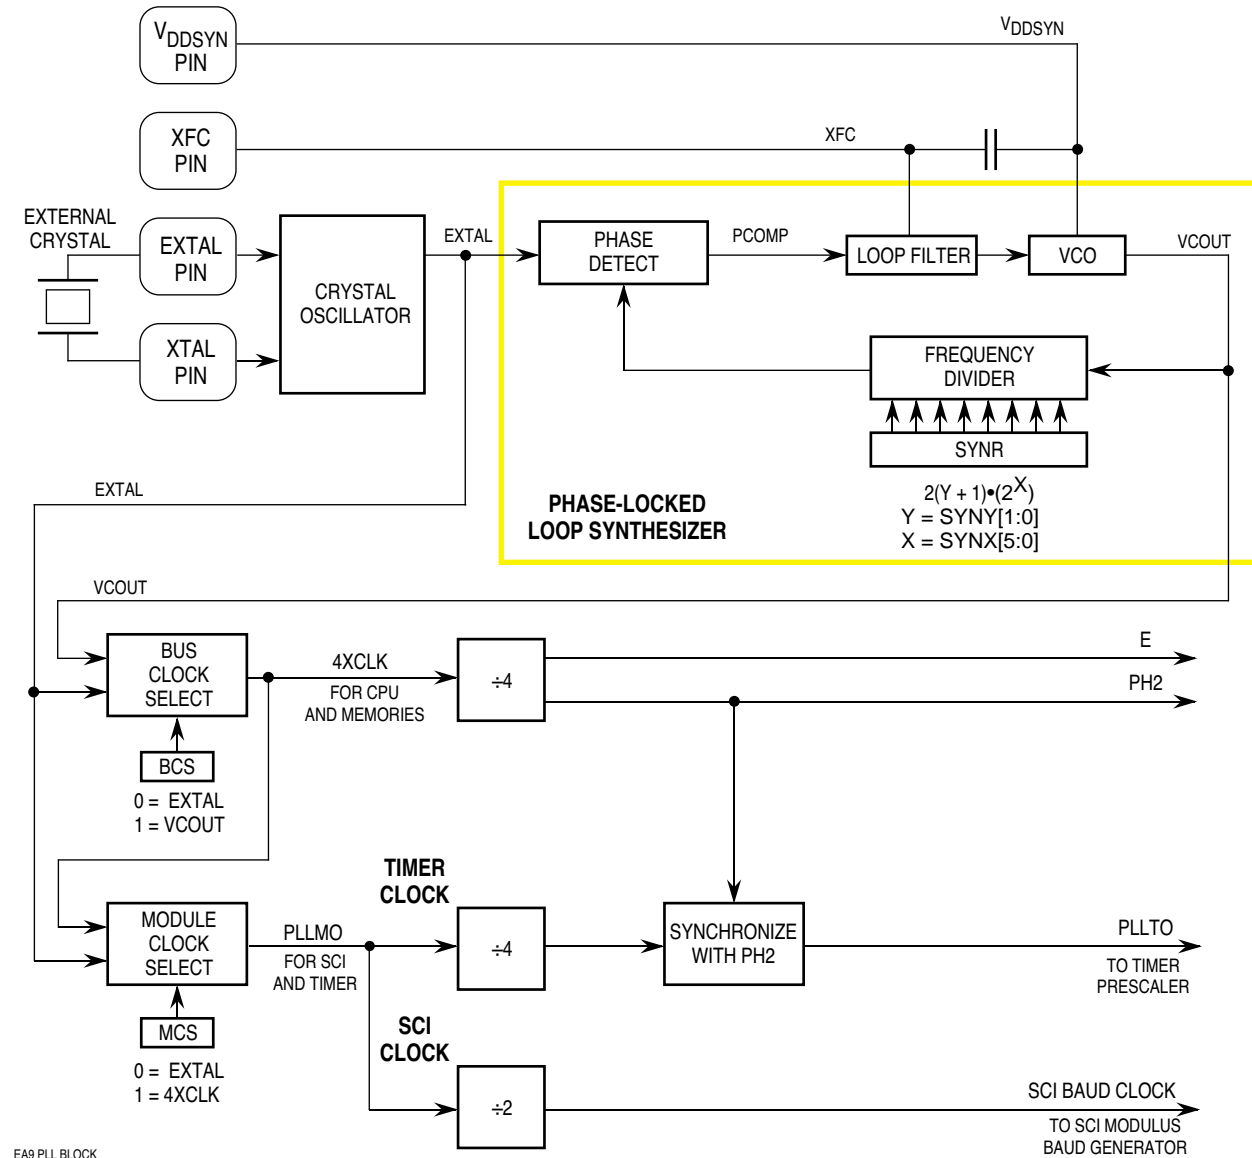 VDDSYN
PIN
VDDSYN
XFC
PIN
XFC
EXTERNAL
CRYSTAL
EXTAL
PIN
XTAL
PIN
CRYSTAL
OSCILLATOR
EXTAL
PHASE
DETECT
PCOMP
LOOP FILTER
VCO
VCOUT
FREQUENCY
DIVIDER
SYNR
2(Y + 1)•(2X)
Y = SYNY[1:0]
X = SYNX[5:0]
PHASE-LOCKED
LOOP SYNTHESIZER
EXTAL
VCOUT
BUS
CLOCK
SELECT
4XCLK
FOR CPU
AND MEMORIES
÷4
E
PH2
BCS
0 = EXTAL
1 = VCOUT
TIMER
CLOCK
MODULE
CLOCK
SELECT
PLLMO
FOR SCI
AND TIMER
÷4
SYNCHRONIZE
WITH PH2
PLLTO
TO TIMER
PRESCALER
MCS
0 = EXTAL
1 = 4XCLK
SCI
CLOCK
÷2
SCI BAUD CLOCK
TO SCI MODULUS
BAUD GENERATOR
EA9 PLL BLOCK